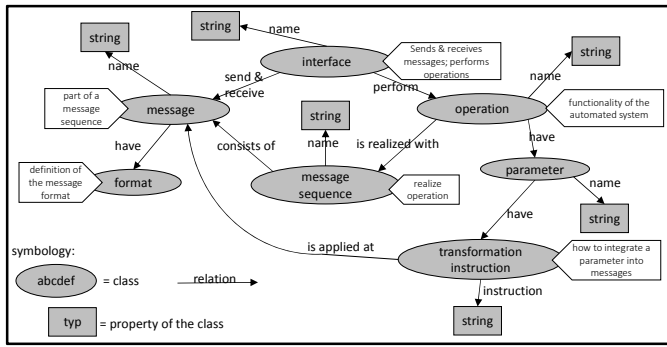 string
string
name
name
interface
Sends & receives
messages; performs
operations
string
name
send &
receive
perform
part of a
message
sequence
message
operation
functionality of the
automated system
string
have
consists of
name
is realized with
have
definition
of the message
format
format
message
sequence
realize
operation
parameter
name
have
string
symbology:
is applied at
transformation
instruction
how to integrate a
parameter into
messages
abcdef
= class
relation
instruction
typ
= property of the class
string